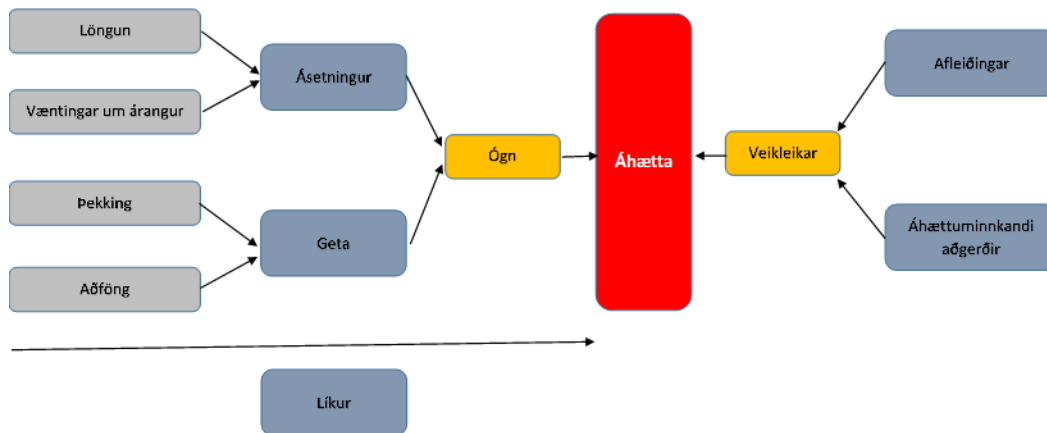 Löngun
Væntingar um árangur
Ásetningur
Þekking
Aðföng
Geta
Ógn
Áhætta
Veikleikar
Afleiðingar
Áhættuminnkandi
aðgerðir
Líkur